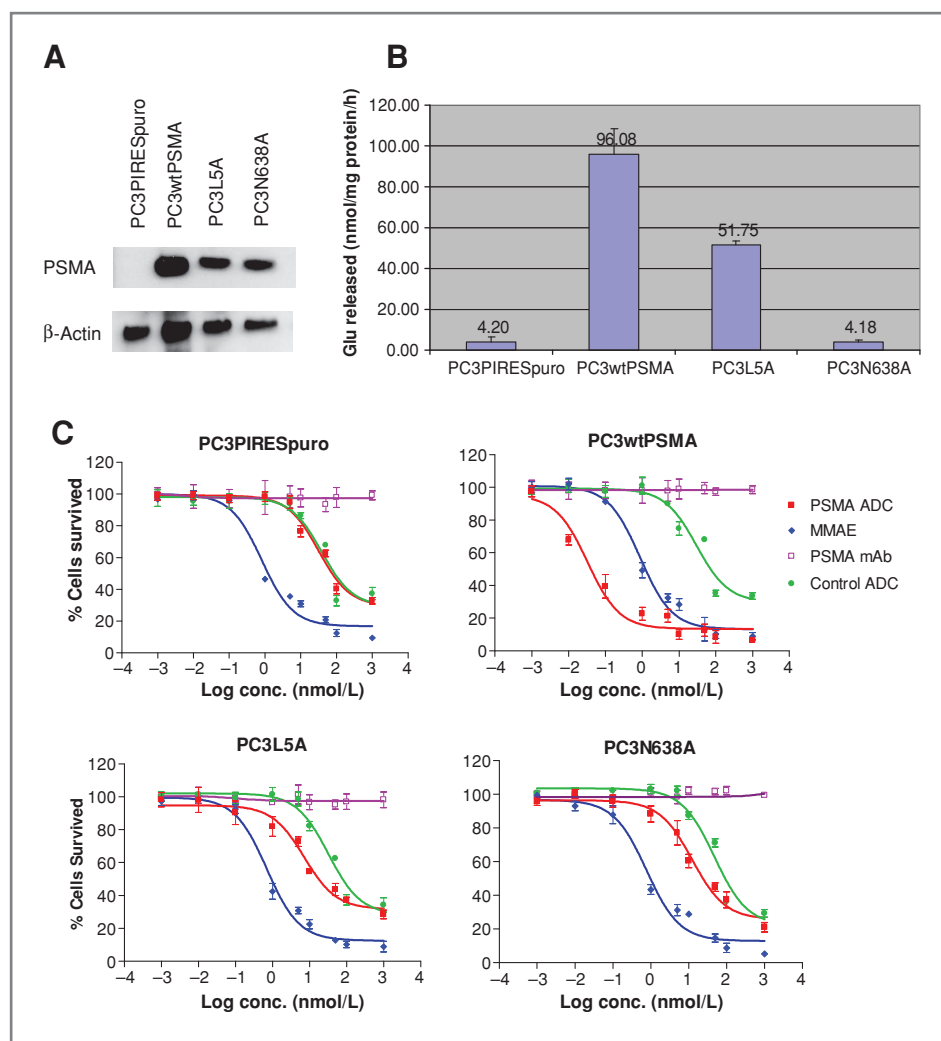 A
PC3PIRESpuro
PC3wtPSMA
PC3L5A
PC3N638A
PSMA
β-Actin
B
Glu released (nmol/mg protein/h)
120.00
100.00
80.00
60.00
40.00
20.00
0.00
4.20
96.08
51.75
4.18
PC3PIRESpuro PC3wtPSMA PC3L5A PC3N638A
C
PC3PIRESpuro
% Cells survived
120
100
80
60
40
20
0
−4 −3 −2 −1 0 1 2 3 4
Log conc. (nmol/L)
PC3wtPSMA
120
100
80
60
40
20
0
−4 −3 −2 −1 0 1 2 3 4
Log conc. (nmol/L)
PSMA ADC
MMAE
PSMA mAb
Control ADC
PC3L5A
% Cells Survived
120
100
80
60
40
20
0
−4 −3 −2 −1 0 1 2 3 4
Log conc. (nmol/L)
PC3N638A
120
100
80
60
40
20
0
−4 −3 −2 −1 0 1 2 3 4
Log conc. (nmol/L)